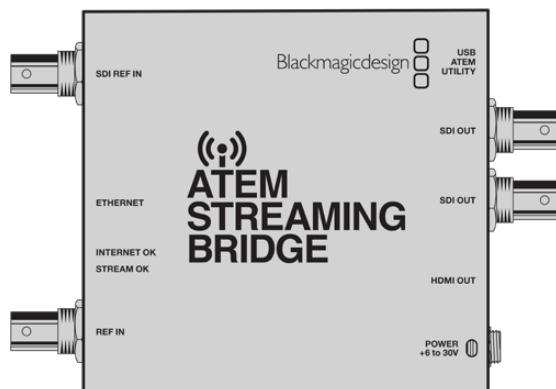 Blackmagicdesign
USB
ATEM
UTILITY
SDI REF IN
SDI OUT
ATEM
STREAMING
BRIDGE
ETHERNET
SDI OUT
INTERNET OK
STREAM OK
HDMI OUT
REF IN
POWER
+6 to 30V